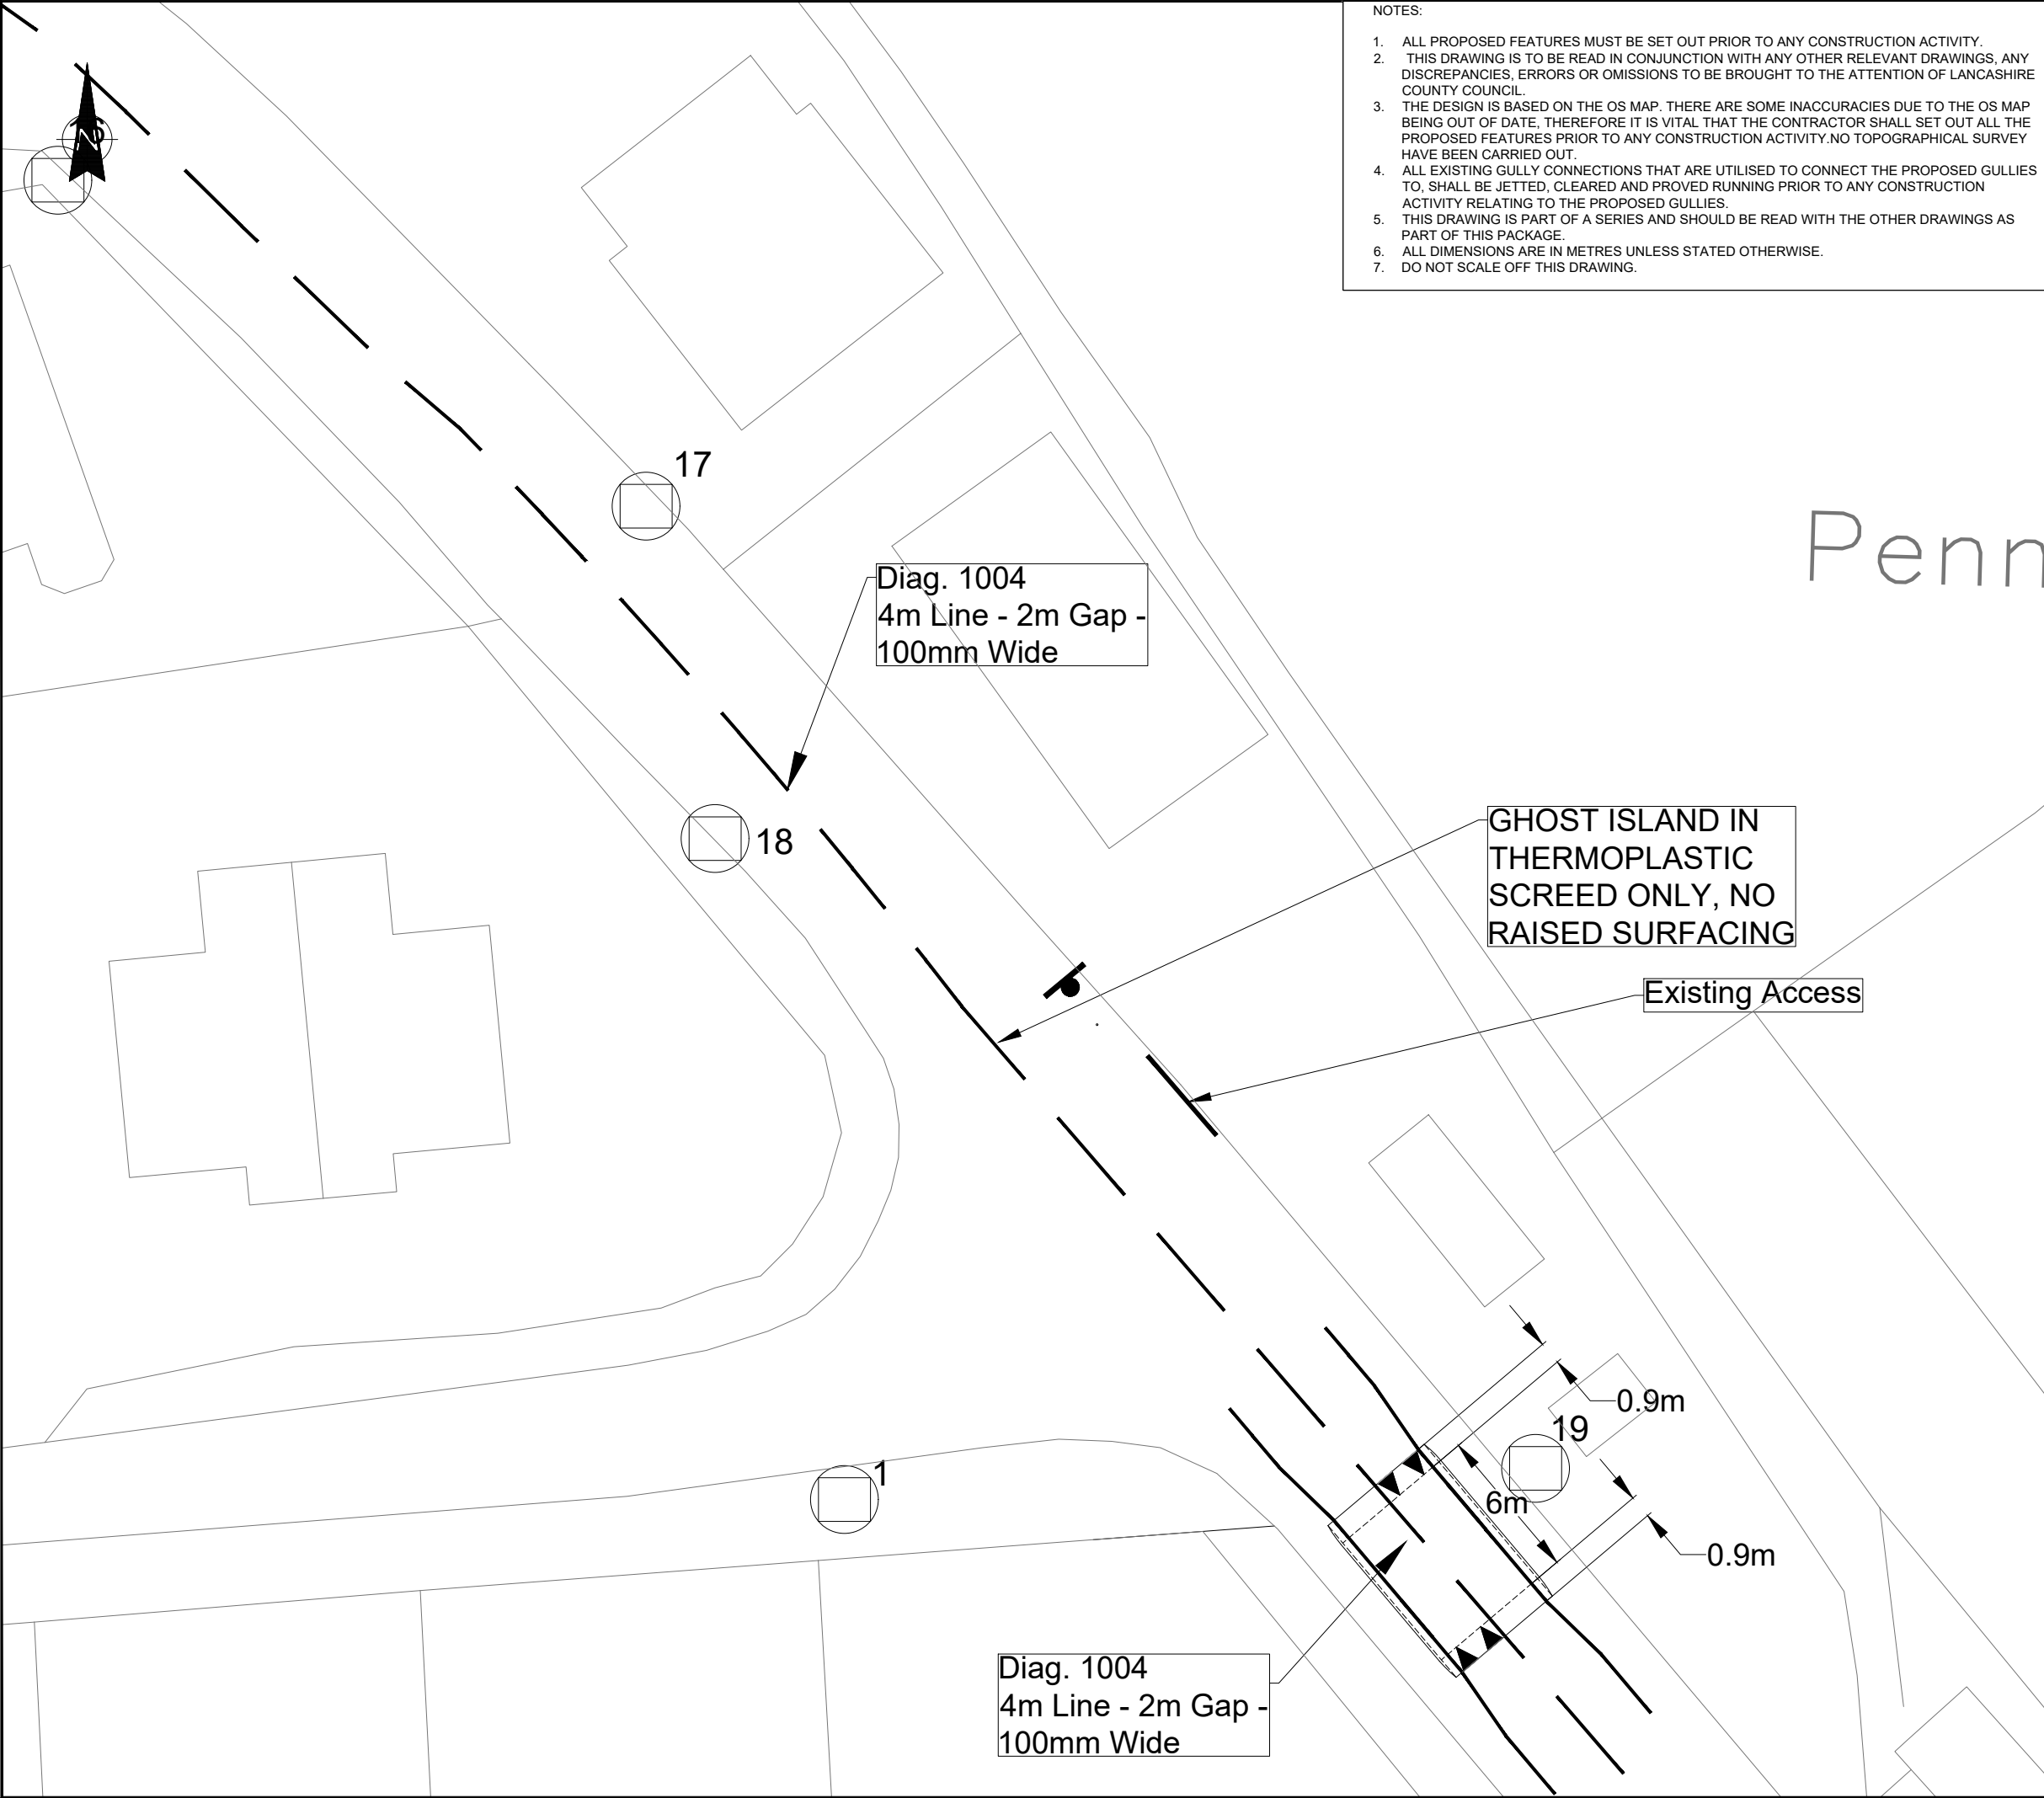 NOTES:
1. ALL PROPOSED FEATURES MUST BE SET OUT PRIOR TO ANY CONSTRUCTION ACTIVITY.
2. THIS DRAWING IS TO BE READ IN CONJUNCTION WITH ANY OTHER RELEVANT DRAWINGS, ANY
DISCREPANCIES, ERRORS OR OMISSIONS TO BE BROUGHT TO THE ATTENTION OF LANCASHIRE
COUNTY COUNCIL.
3. THE DESIGN IS BASED ON THE OS MAP. THERE ARE SOME INACCURACIES DUE TO THE OS MAP
BEING OUT OF DATE, THEREFORE IT IS VITAL THAT THE CONTRACTOR SHALL SET OUT ALL THE
PROPOSED FEATURES PRIOR TO ANY CONSTRUCTION ACTIVITY.NO TOPOGRAPHICAL SURVEY
HAVE BEEN CARRIED OUT.
4. ALL EXISTING GULLY CONNECTIONS THAT ARE UTILISED TO CONNECT THE PROPOSED GULLIES
TO, SHALL BE JETTED, CLEARED AND PROVED RUNNING PRIOR TO ANY CONSTRUCTION
ACTIVITY RELATING TO THE PROPOSED GULLIES.
5. THIS DRAWING IS PART OF A SERIES AND SHOULD BE READ WITH THE OTHER DRAWINGS AS
PART OF THIS PACKAGE.
6. ALL DIMENSIONS ARE IN METRES UNLESS STATED OTHERWISE.
7. DO NOT SCALE OFF THIS DRAWING.
N
17
Penn
Diag. 1004
4m Line - 2m Gap -
100mm Wide
18
GHOST ISLAND IN
THERMOPLASTIC
SCREED ONLY, NO
RAISED SURFACING
Existing Access
0.9m
19
1
6m
0.9m
Diag. 1004
4m Line - 2m Gap -
100mm Wide